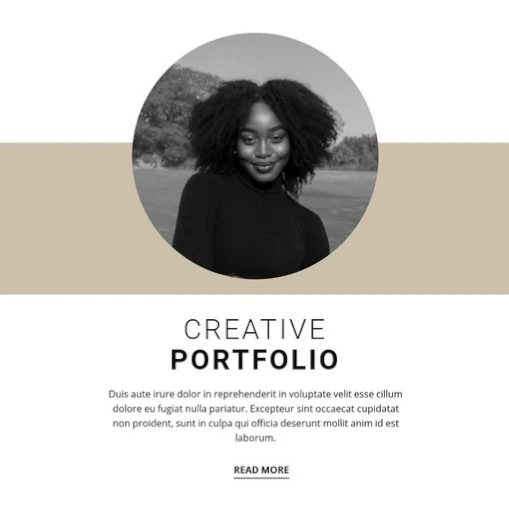 CREATIVE
PORTFOLIO
Duis aute irure dolor in reprehenderit in voluptate velit esse cillum
dolore eu fugiat nulla pariatur. Excepteur sint occaecat cupidatat
non proident, sunt in culpa qui officia deserunt mollit anim id est
laborum.
READ MORE